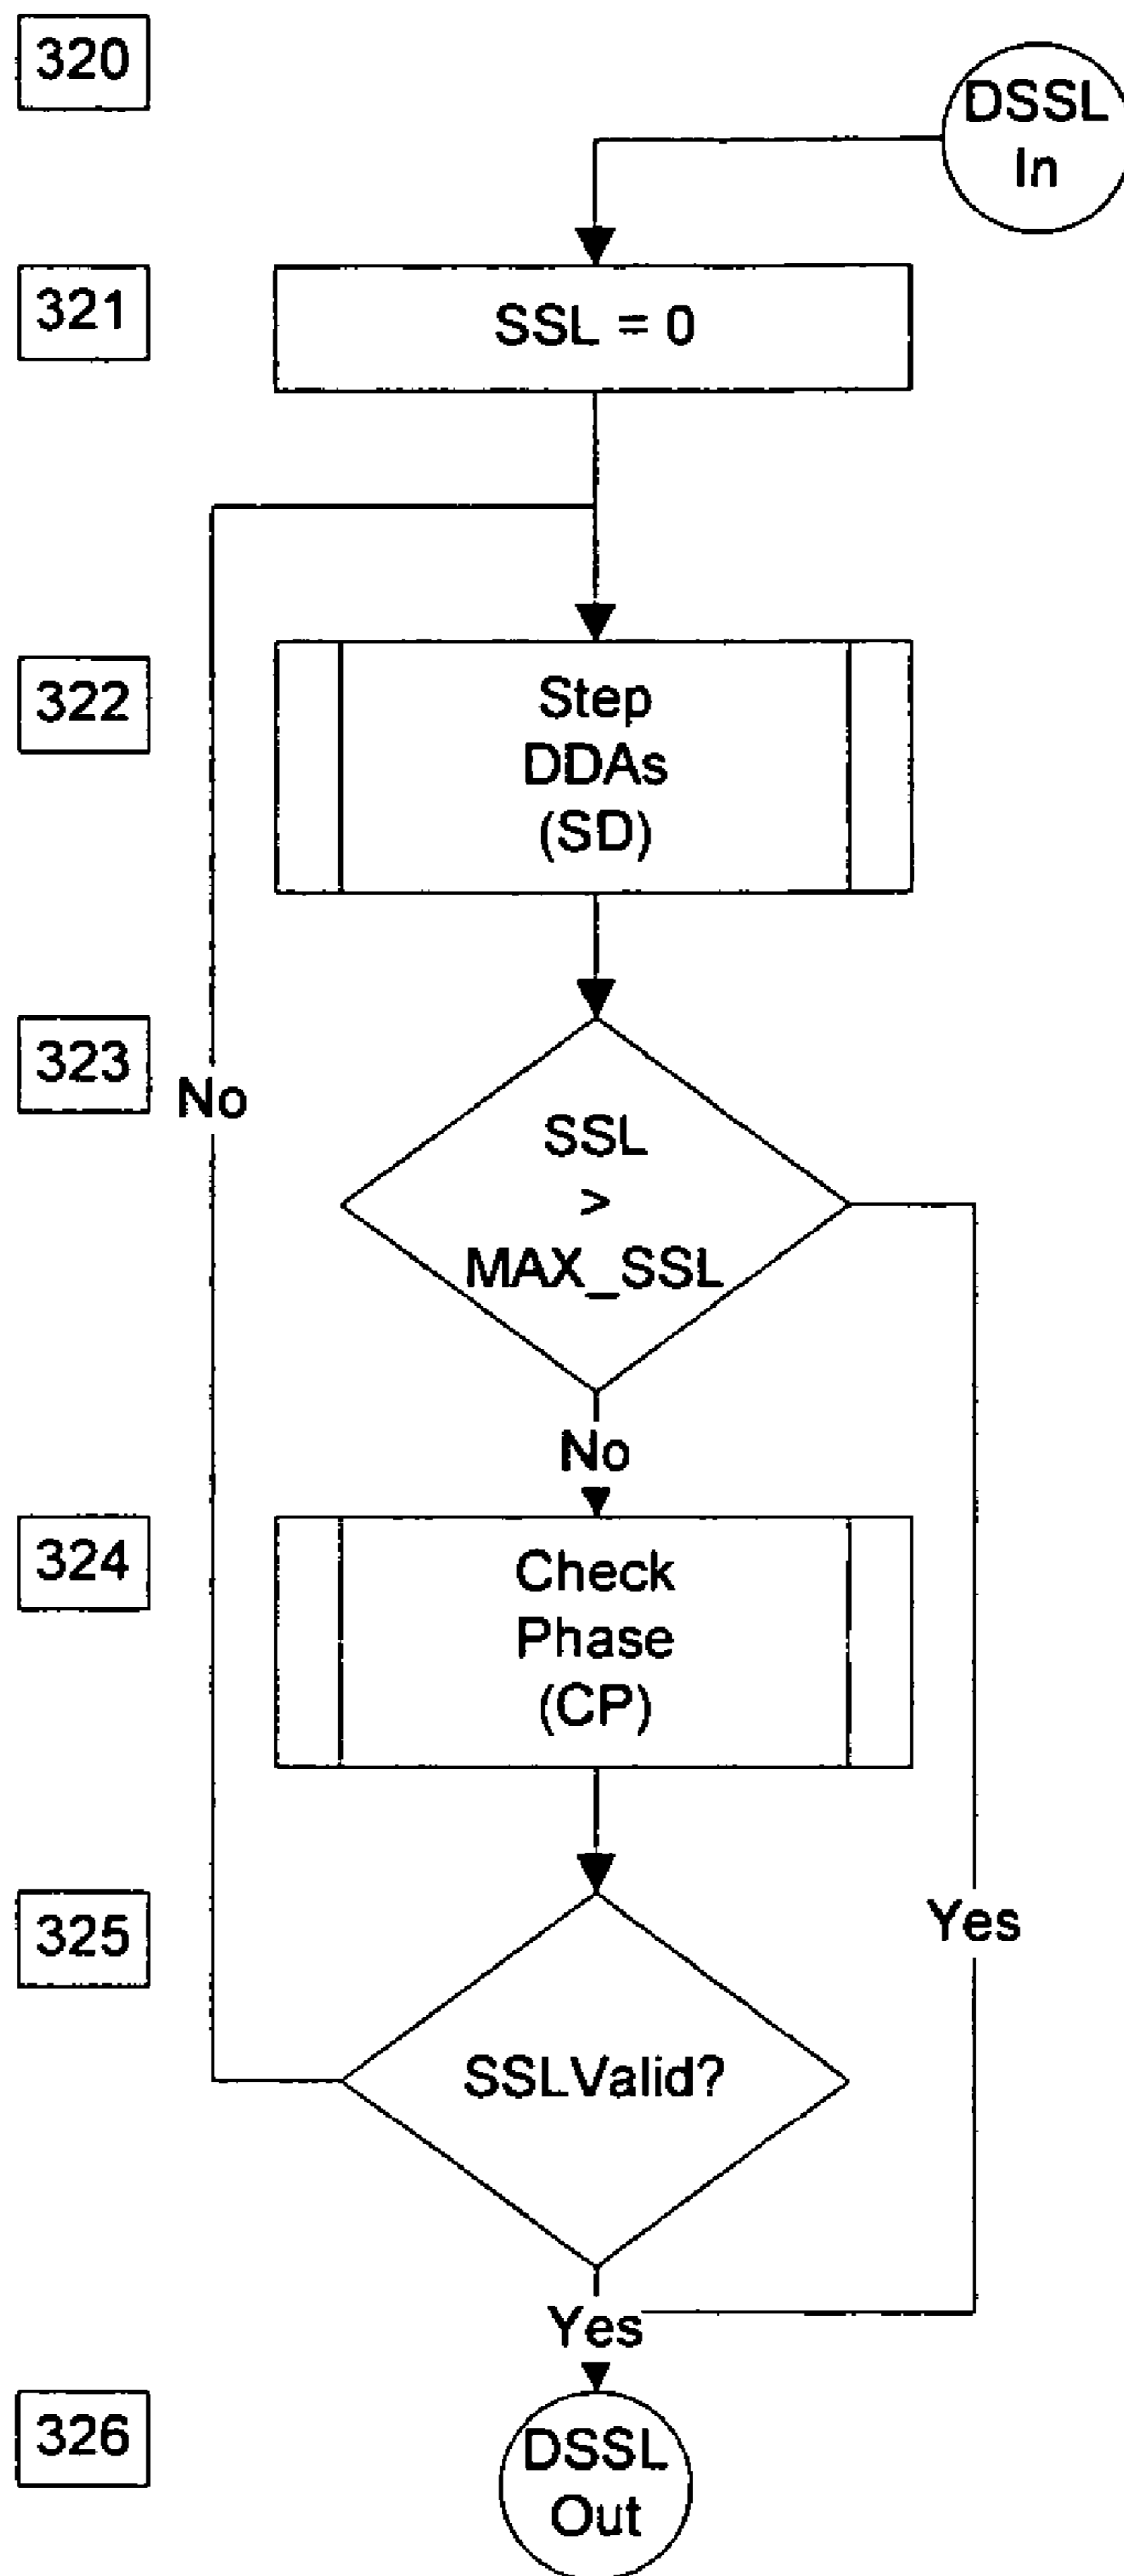 320
DSSL
In
321
SSL = 0
322
Step
DDAs
(SD)
323
No
SSL
>
MAX_SSL
No
324
Check
Phase
(CP)
325
Yes
SSLValid?
Yes
326
DSSL
Out